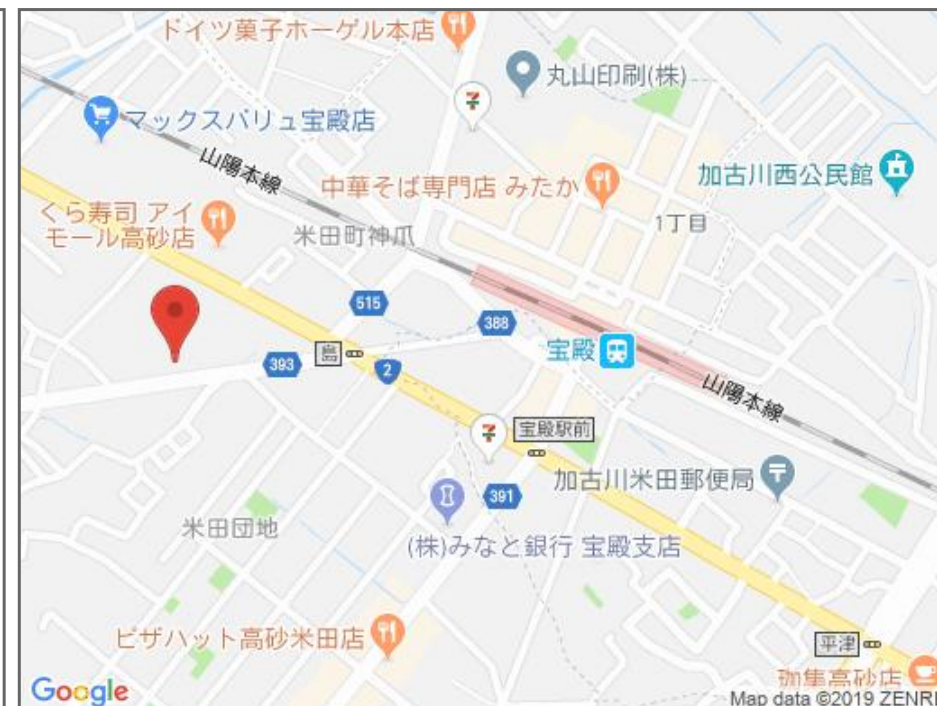 ドイツ菓子ホーゲル本店
丸山印刷(株)
マックスバリュ宝殿店
山陽本線
中華そば専門店 みたか
加古川西公民館
くら寿司 アイ
モール高砂店
米田町神爪
1丁目
515
388
宝殿
393
島
2
山陽本線
宝殿駅前
加古川米田郵便局
391
米田団地
(株)みなと銀行 宝殿支店
ピザハット高砂米田店
平津
珈集高砂店
Google
Map data ©2019 ZENRI